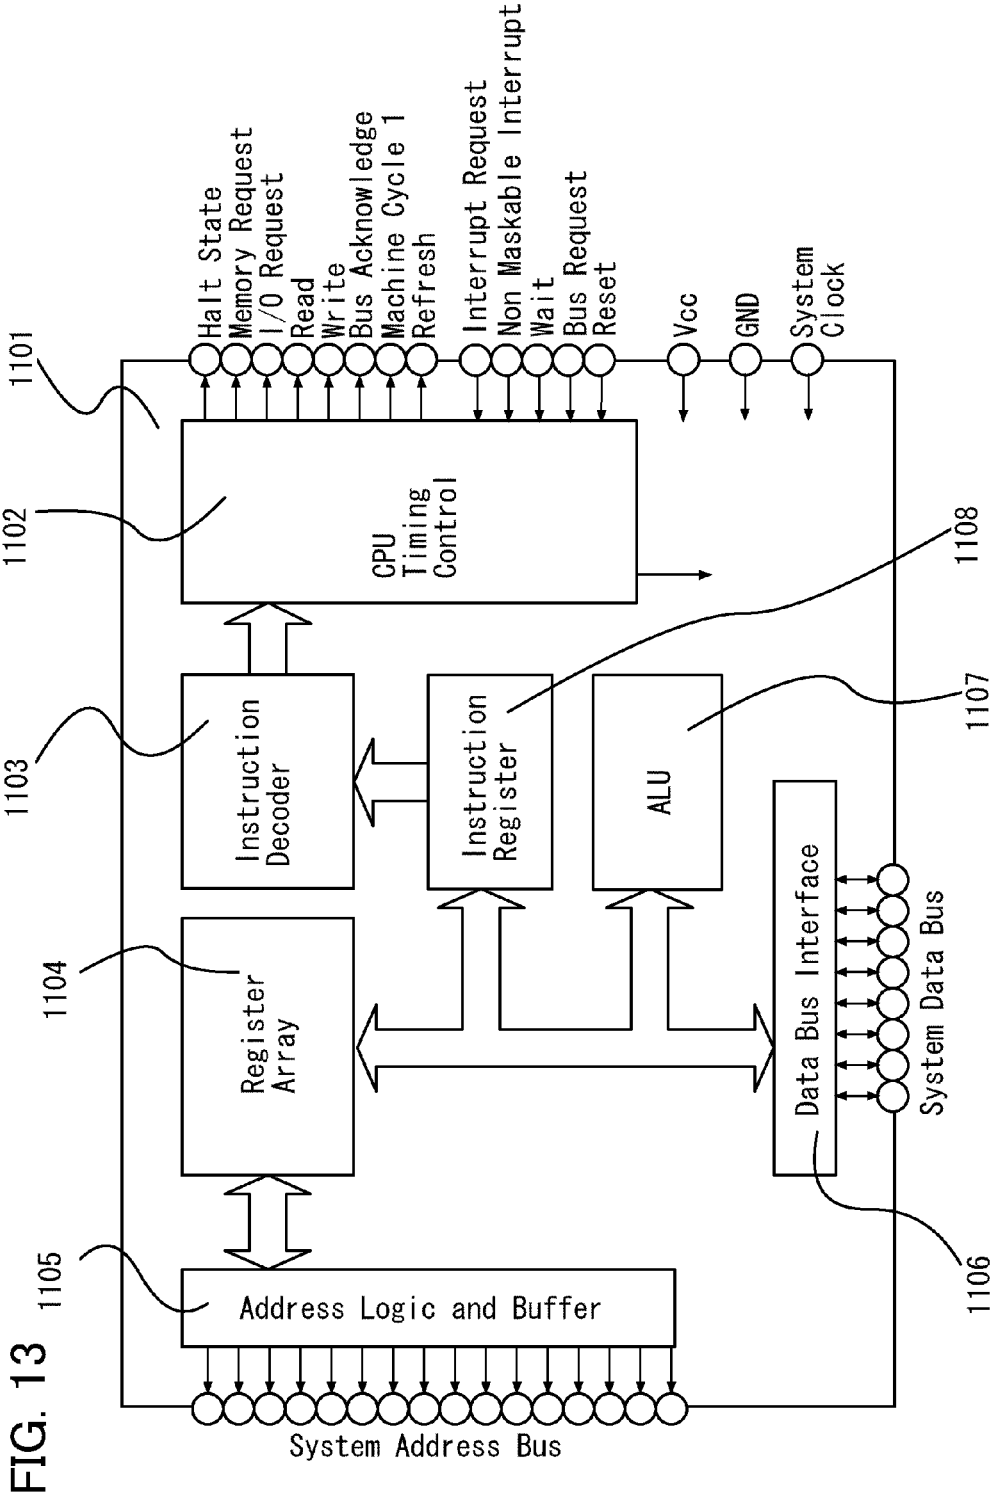 FIG. 13
1101
1102
1103
1104
1105
Halt State
Memory Request
I/O Request
Read
Write
Bus Acknowledge
Machine Cycle 1
Refresh
Interrupt Request
Non Maskable Interrupt
Wait
Bus Request
Reset
Vcc
GND
System
Clock
CPU
Timing
Control
Instruction
Decoder
Register
Array
Address Logic and Buffer
System Address Bus
Instruction
Register
ALU
Data Bus Interface
System Data Bus
1108
1107
1106